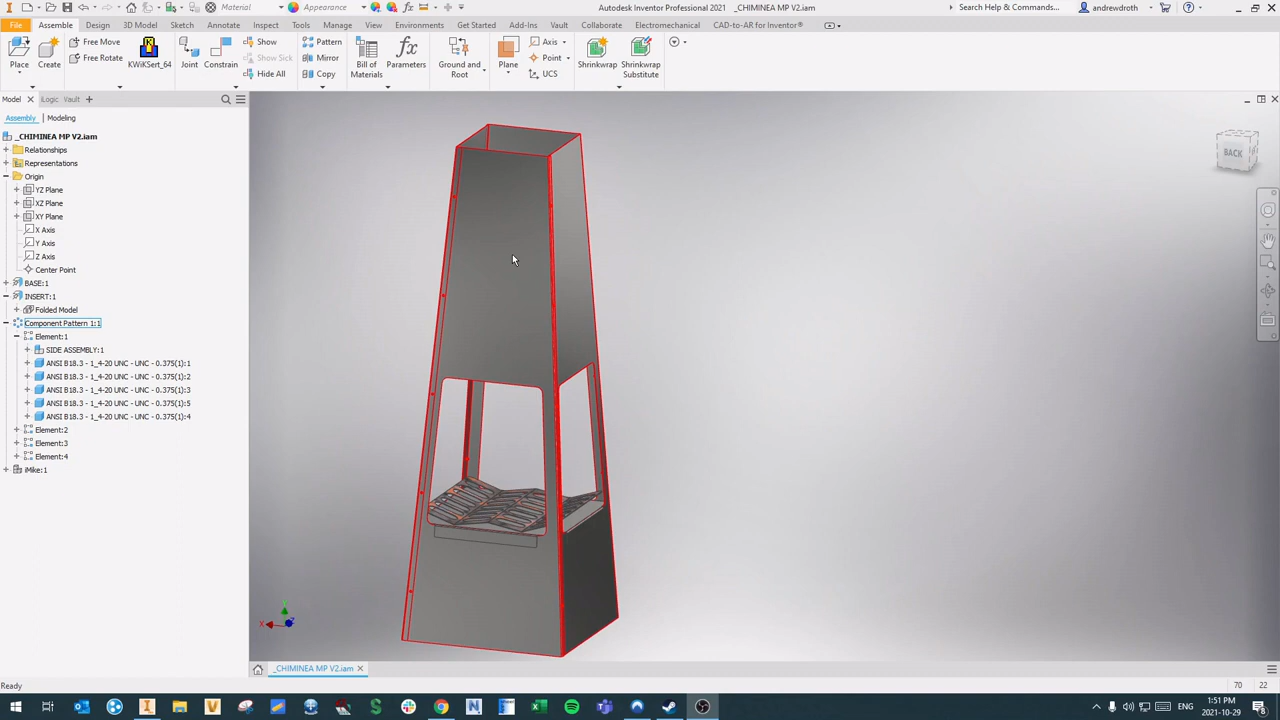 Material
Appearance
Autodesk Inventor Professional 2021 _CHIMINEA MP V2.iam
Search Help & Commands...
andrewdroth
File Assemble Design 3D Model Sketch Annotate Inspect Tools Manage View Environments Get Started Add-Ins Vault Collaborate Electromechanical CAD-to-AR for Inventor®
Free Move Show Pattern Axis
Free Rotate Show Sick Mirror Point
Place Create KWiKSert_64 Joint Constrain Hide All Copy Bill of Materials Parameters Ground and Root Plane UCS Shrinkwrap Shrinkwrap Substitute
fx
Model iLogic Vault
Assembly Modeling
_CHIMINEA MP V2.iam
Relationships
Representations
Origin
YZ Plane
XZ Plane
XY Plane
X Axis
Y Axis
Z Axis
Center Point
BASE:1
INSERT:1
Folded Model
Component Pattern 1:1
Element:1
SIDE ASSEMBLY:1
ANSI B18.3 - 1_4-20 UNC - UNC - 0.375(1):1
ANSI B18.3 - 1_4-20 UNC - UNC - 0.375(1):2
ANSI B18.3 - 1_4-20 UNC - UNC - 0.375(1):3
ANSI B18.3 - 1_4-20 UNC - UNC - 0.375(1):5
ANSI B18.3 - 1_4-20 UNC - UNC - 0.375(1):4
Element:2
Element:3
Element:4
iMike:1
BACK
X Y Z
_CHIMINEA MP V2.iam
Ready
70 22
ENG
1:51 PM
2021-10-29